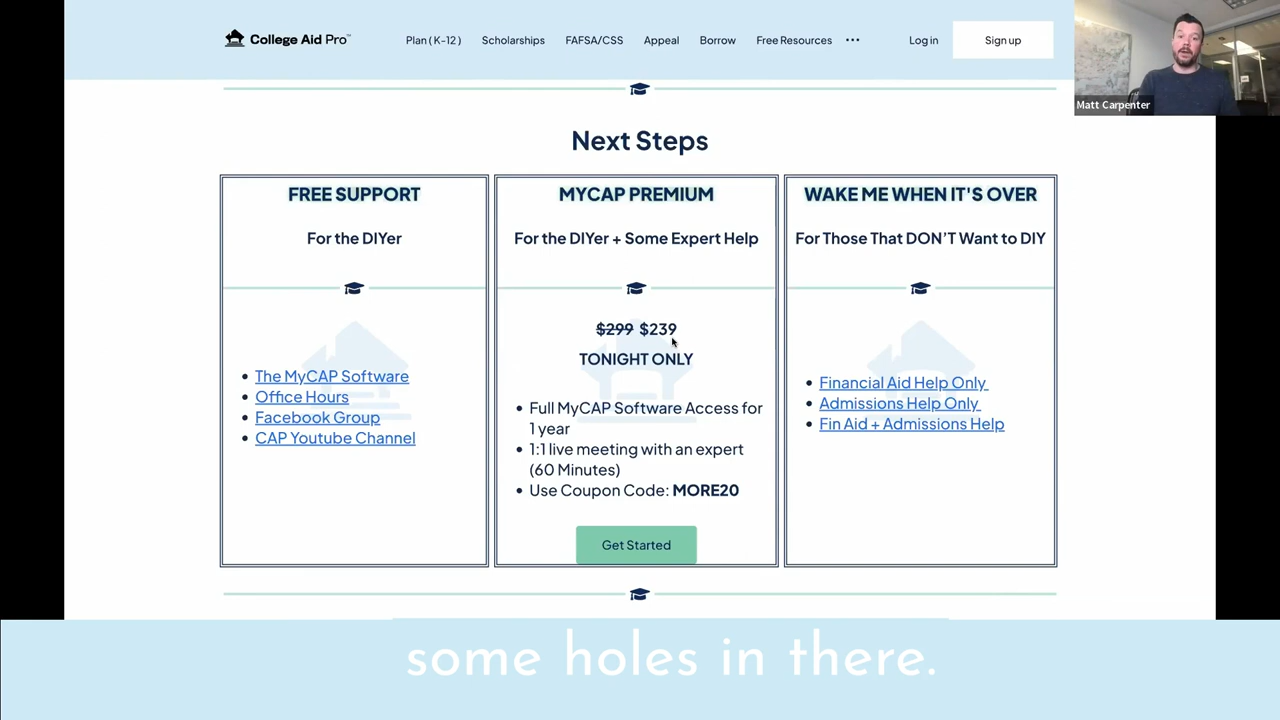 College Aid Pro™
Plan ( K-12 )
Scholarships
FAFSA/CSS
Appeal
Borrow
Free Resources
•••
Log in
Sign up
Matt Carpenter
Next Steps
FREE SUPPORT
For the DIYer
The MyCAP Software
Office Hours
Facebook Group
CAP Youtube Channel
MYCAP PREMIUM
For the DIYer + Some Expert Help
$299 $239
TONIGHT ONLY
Full MyCAP Software Access for
1 year
1:1 live meeting with an expert
(60 Minutes)
Use Coupon Code: MORE20
Get Started
WAKE ME WHEN IT'S OVER
For Those That DON’T Want to DIY
Financial Aid Help Only
Admissions Help Only
Fin Aid + Admissions Help
some holes in there.